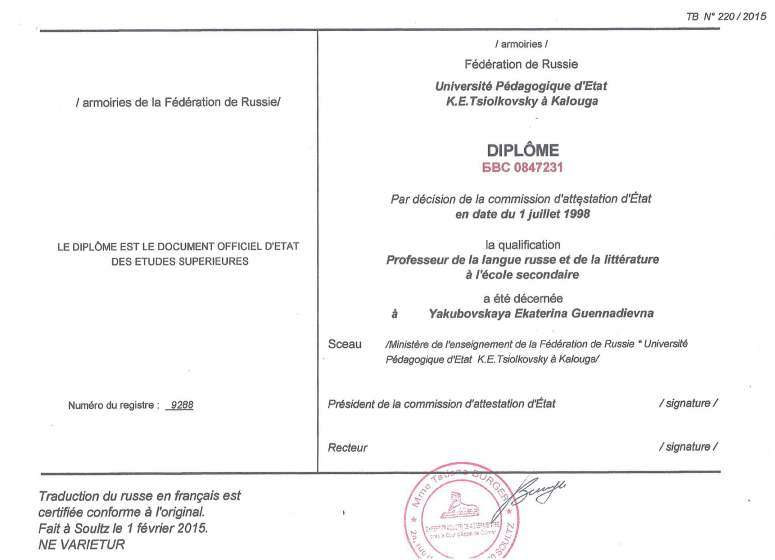 TB N° 220 / 2015
/ armoiries de la Fédération de Russie/
LE DIPLÔME EST LE DOCUMENT OFFICIEL D'ETAT
DES ETUDES SUPERIEURES
Numéro du registre : 9288
/ armoiries /
Fédération de Russie
Université Pédagogique d'Etat
K.E.Tsiolkovsky à Kalouga
DIPLÔME
БВС 0847231
Par décision de la commission d'attestation d'État
en date du 1 juillet 1998
la qualification
Professeur de la langue russe et de la littérature
à l'école secondaire
a été décernée
à Yakubovskaya Ekaterina Guennadievna
Sceau /Ministère de l'enseignement de la Fédération de Russie * Université
Pédagogique d'Etat K.E.Tsiolkovsky à Kalouga/
Président de la commission d'attestation d'État / signature /
Recteur / signature /
Traduction du russe en français est
certifiée conforme à l'original.
Fait à Soultz le 1 février 2015.
NE VARIETUR
Mme Tatiana BURGER
EXPERT TRADUCTRICE ASSERMENTÉE
près la Cour d'Appel de Colmar
SOULTZ